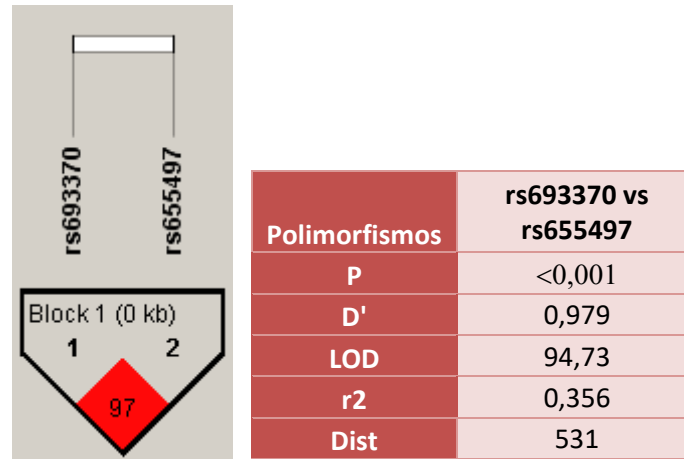 rs693370
rs655497
Block 1 (0 kb)
1 2
97
Polimorfismos rs693370 vs
rs655497
P <0,001
D' 0,979
LOD 94,73
r2 0,356
Dist 531